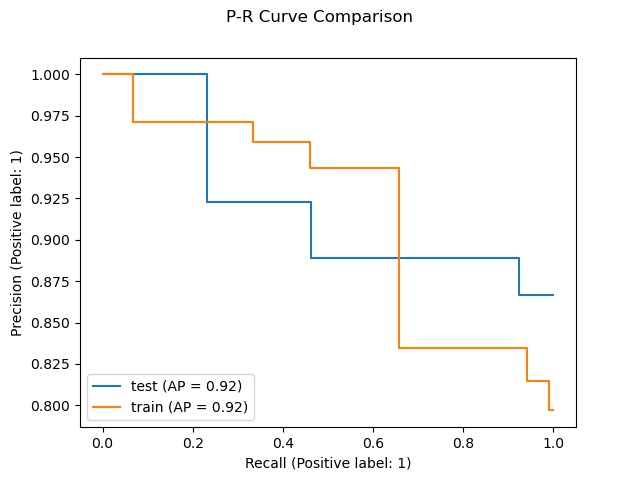 P-R Curve Comparison
1.000
0.975
0.950
0.925
0.900
0.875
0.850
0.825
0.800
Precision (Positive label: 1)
test (AP = 0.92)
train (AP = 0.92)
0.0 0.2 0.4 0.6 0.8 1.0
Recall (Positive label: 1)